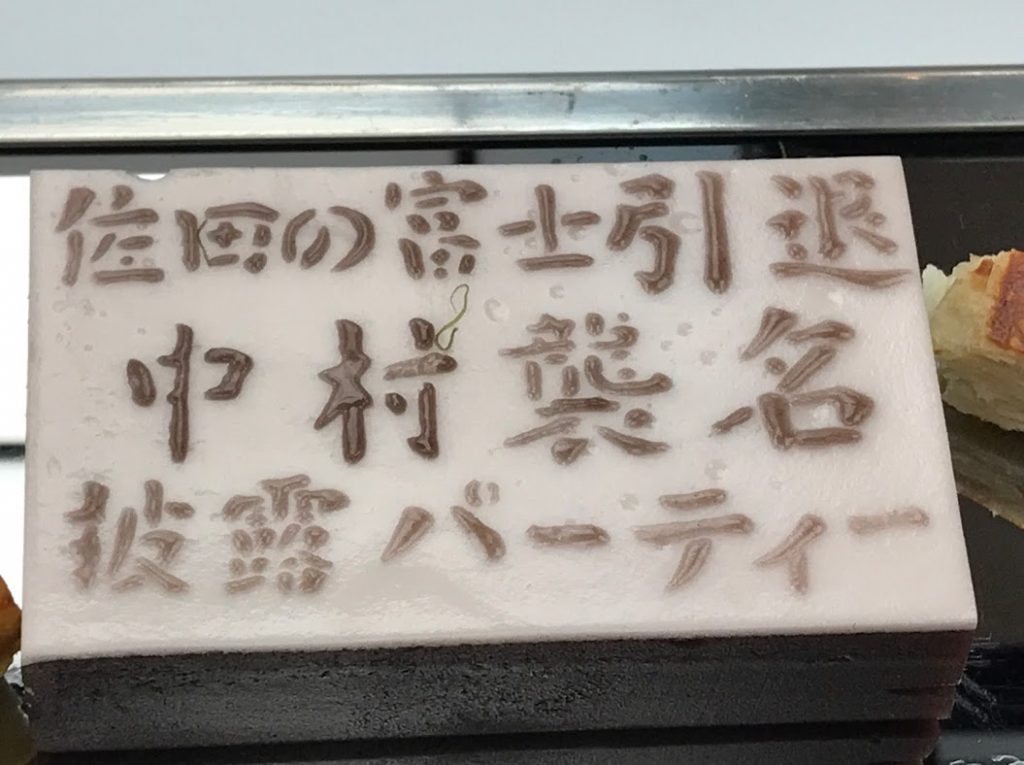 佐田の富士引退
中村襲名
披露パーティー